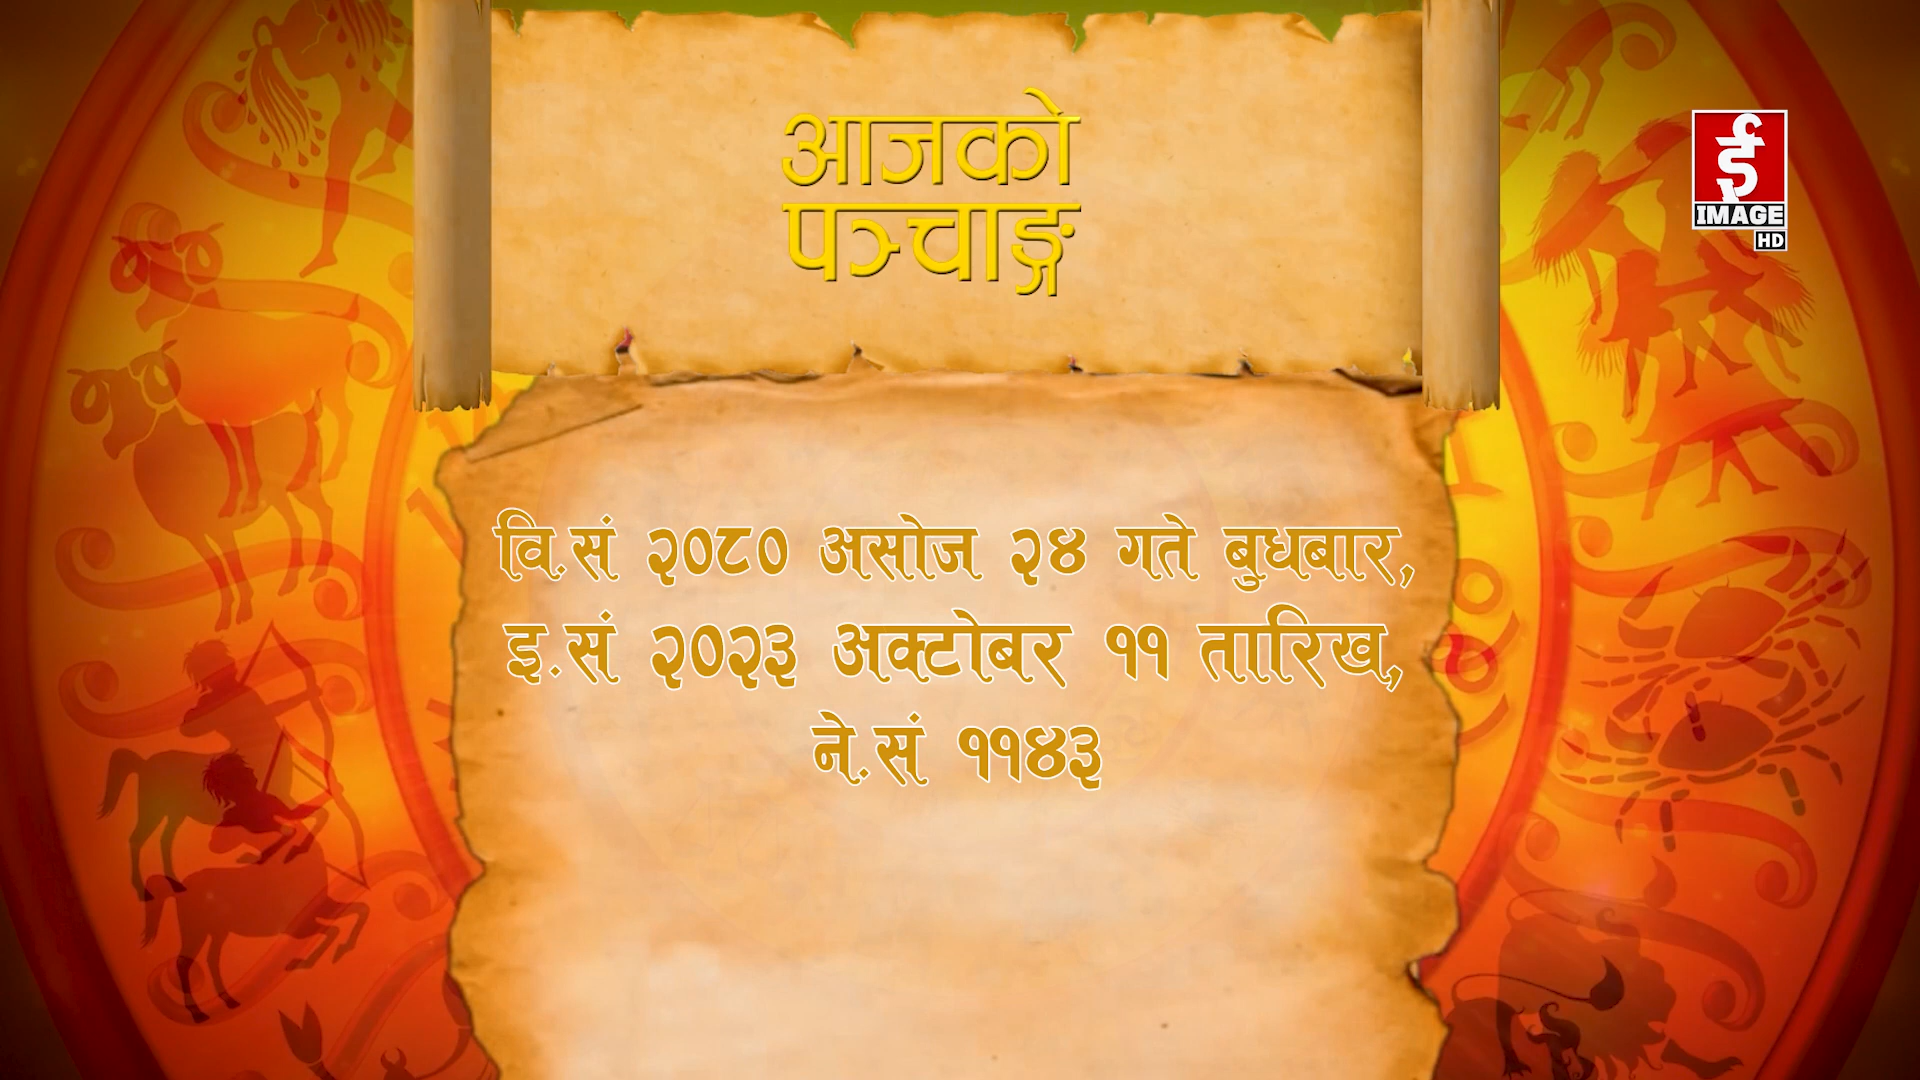 आजको
पञ्चाङ्ग
ई
IMAGE
HD
वि.सं २०८० असोज २४ गते बुधबार,
इ.सं २०२३ अक्टोबर ११ तारिख,
ने.सं ११४३